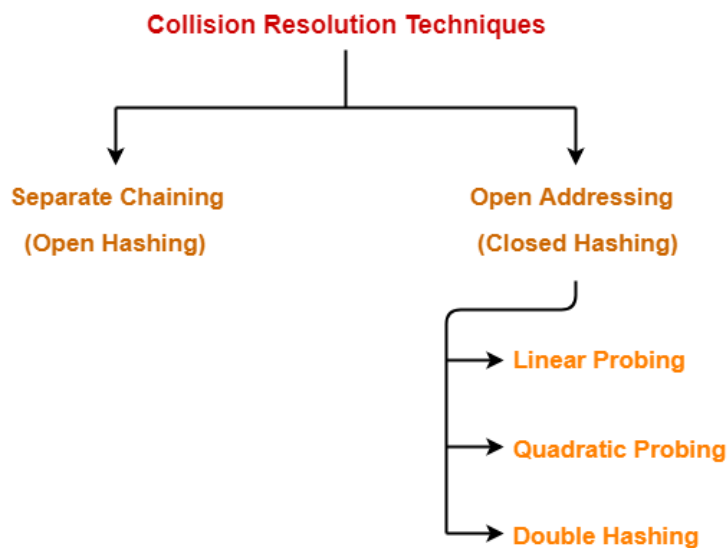 Collision Resolution Techniques
Separate Chaining
(Open Hashing)
Open Addressing
(Closed Hashing)
Linear Probing
Quadratic Probing
Double Hashing